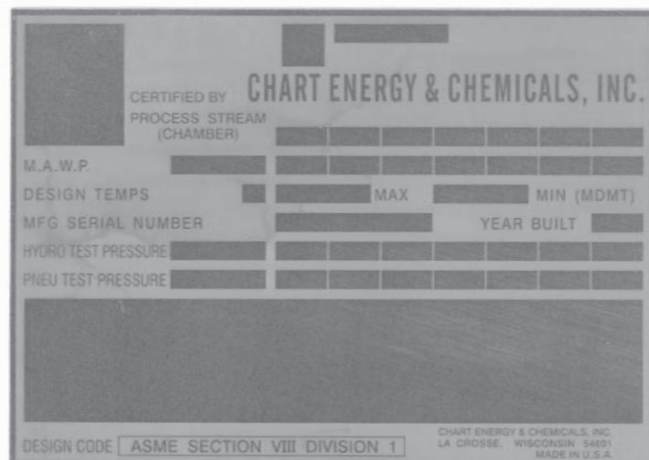 CERTIFIED BY CHART ENERGY & CHEMICALS, INC.
PROCESS STREAM
(CHAMBER)
M.A.W.P.
DESIGN TEMPS MAX MIN (MDMT)
MFG SERIAL NUMBER YEAR BUILT
HYDRO TEST PRESSURE
PNEU TEST PRESSURE
DESIGN CODE ASME SECTION VIII DIVISION 1
CHART ENERGY & CHEMICALS, INC.
LA CROSSE, WISCONSIN 54601
MADE IN U.S.A.